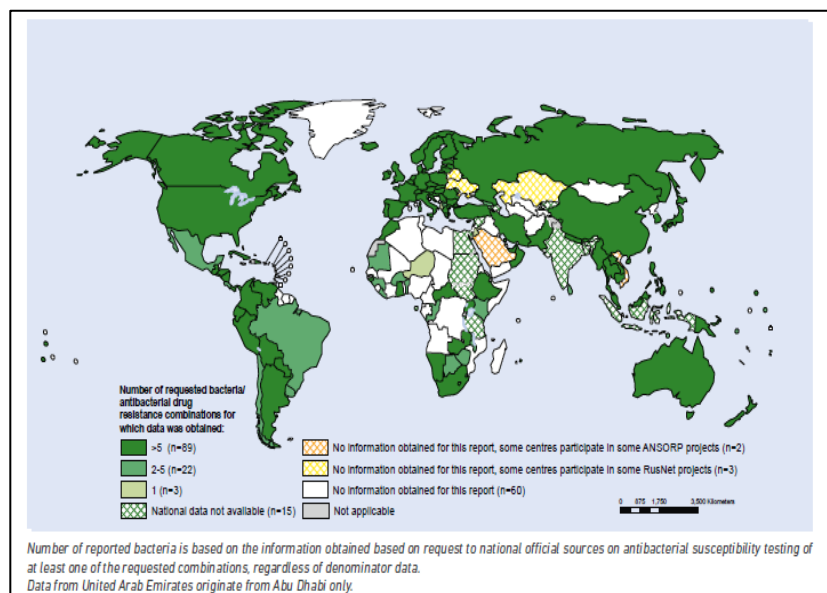 Number of requested bacteria/
antibacterial drug
resistance combinations for
which data was obtained:
>5 (n=89)
2-5 (n=22)
1 (n=3)
National data not available (n=15)
No information obtained for this report, some centres participate in some ANSORP projects (n=2)
No information obtained for this report, some centres participate in some RusNet projects (n=3)
No information obtained for this report (n=60)
Not applicable
0 875 1,750 3,500 Kilometers
Number of reported bacteria is based on the information obtained based on request to national official sources on antibacterial susceptibility testing of
at least one of the requested combinations, regardless of denominator data.
Data from United Arab Emirates originate from Abu Dhabi only.